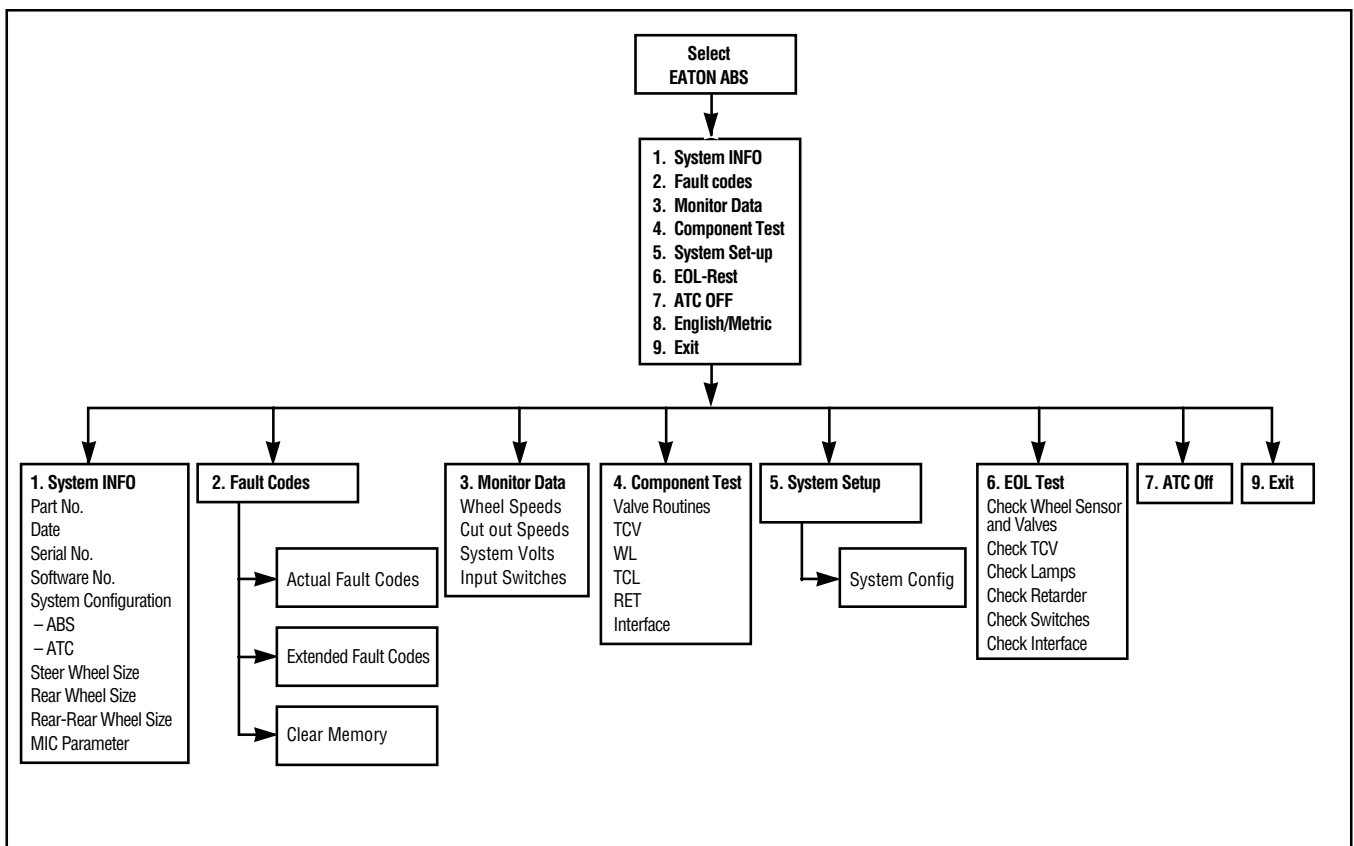 Select
EATON ABS
1. System INFO
2. Fault codes
3. Monitor Data
4. Component Test
5. System Set-up
6. EOL-Rest
7. ATC OFF
8. English/Metric
9. Exit
1. System INFO
Part No.
Date
Serial No.
Software No.
System Configuration
– ABS
– ATC
Steer Wheel Size
Rear Wheel Size
Rear-Rear Wheel Size
MIC Parameter
2. Fault Codes
Actual Fault Codes
Extended Fault Codes
Clear Memory
3. Monitor Data
Wheel Speeds
Cut out Speeds
System Volts
Input Switches
4. Component Test
Valve Routines
TCV
WL
TCL
RET
Interface
5. System Setup
System Config
6. EOL Test
Check Wheel Sensor
and Valves
Check TCV
Check Lamps
Check Retarder
Check Switches
Check Interface
7. ATC Off
9. Exit